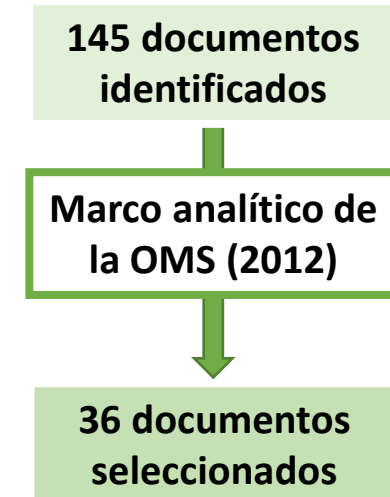 145 documentos
identificados
Marco analítico de
la OMS (2012)
36 documentos
seleccionados